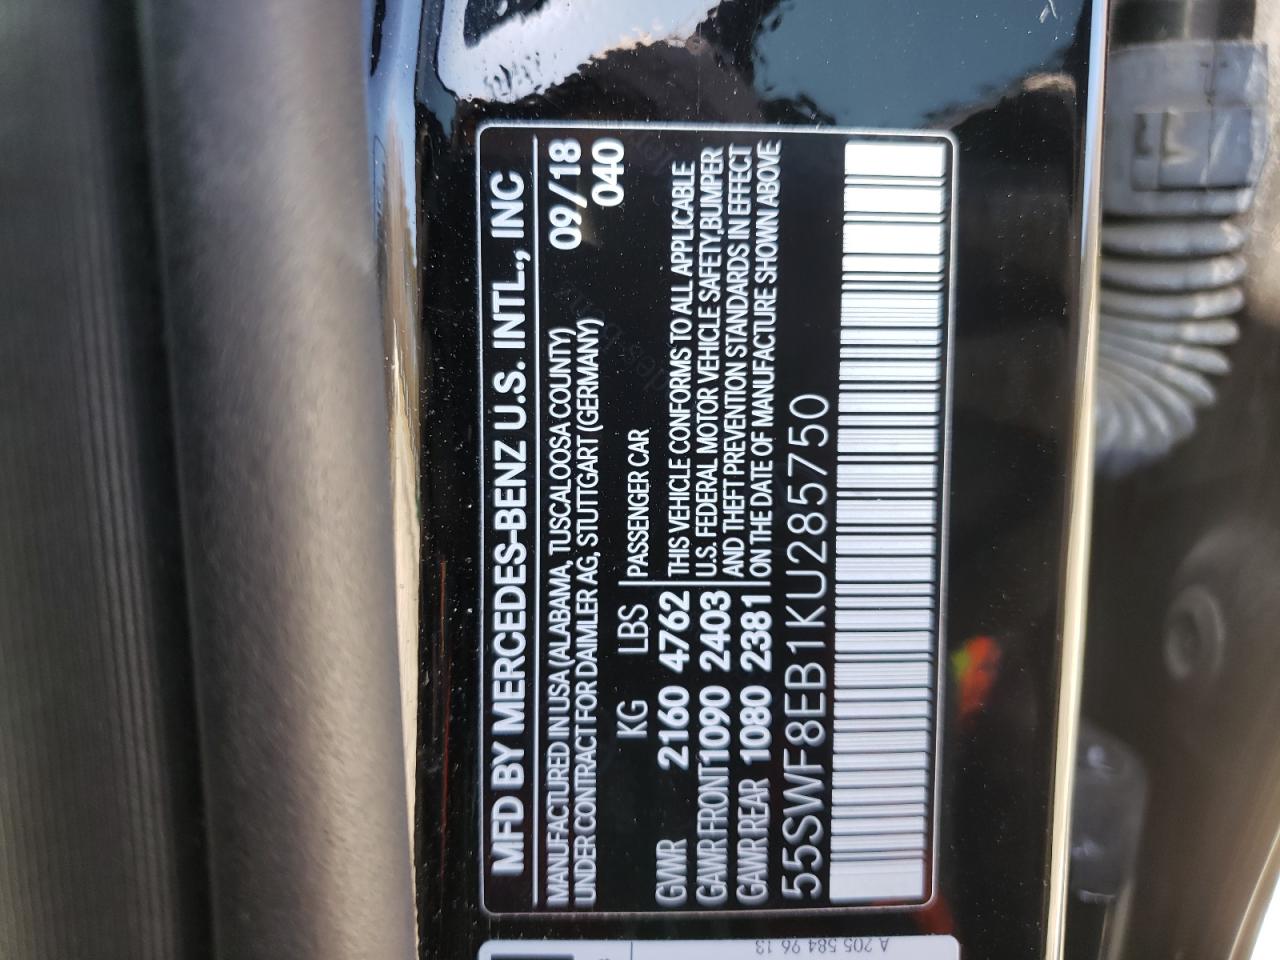 MFD BY MERCEDES-BENZ U.S. INTL., INC
MANUFACTURED IN USA (ALABAMA, TUSCALOOSA COUNTY) 09/18
UNDER CONTRACT FOR DAIMLER AG, STUTTGART (GERMANY) 040
KG LBS PASSENGER CAR
GVWR 2160 4762 THIS VEHICLE CONFORMS TO ALL APPLICABLE
GAWR FRONT 1090 2403 U.S. FEDERAL MOTOR VEHICLE SAFETY,BUMPER
AND THEFT PREVENTION STANDARDS IN EFFECT
GAWR REAR 1080 2381 ON THE DATE OF MANUFACTURE SHOWN ABOVE
55SWF8EB1KU285750
A 205 584 96 13